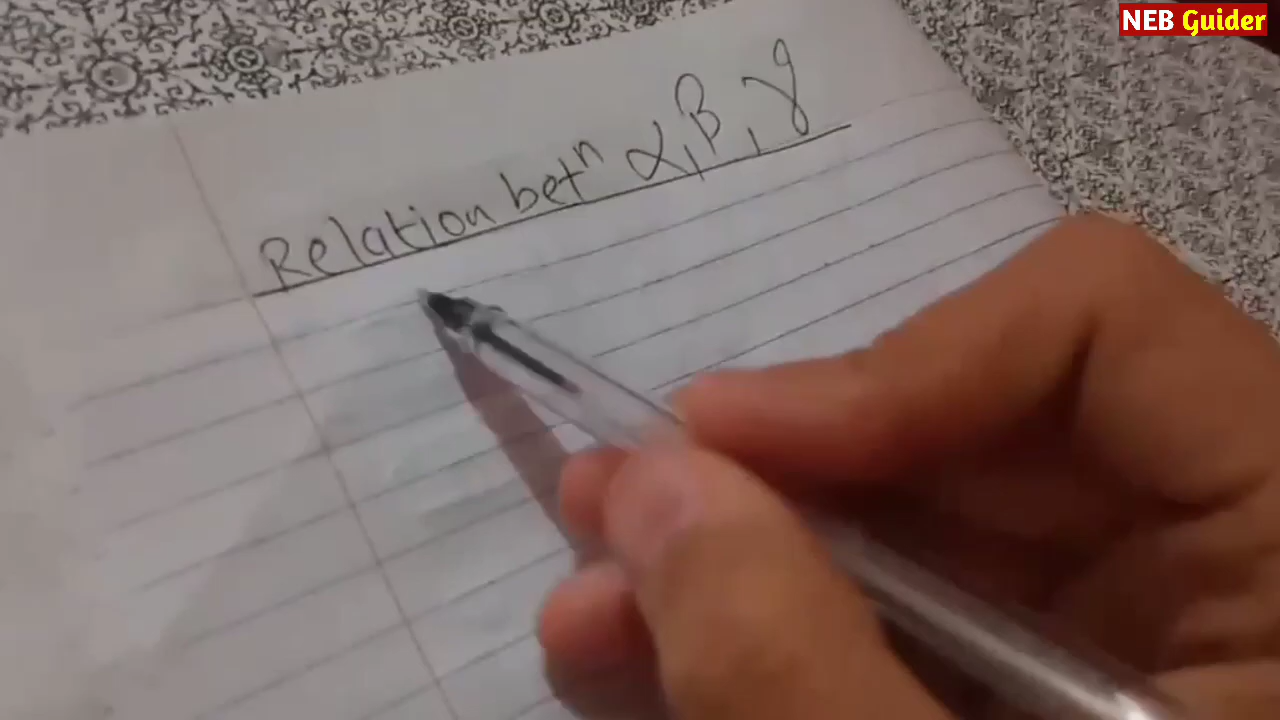 NEB Guider
Relation betⁿ α, β, γ